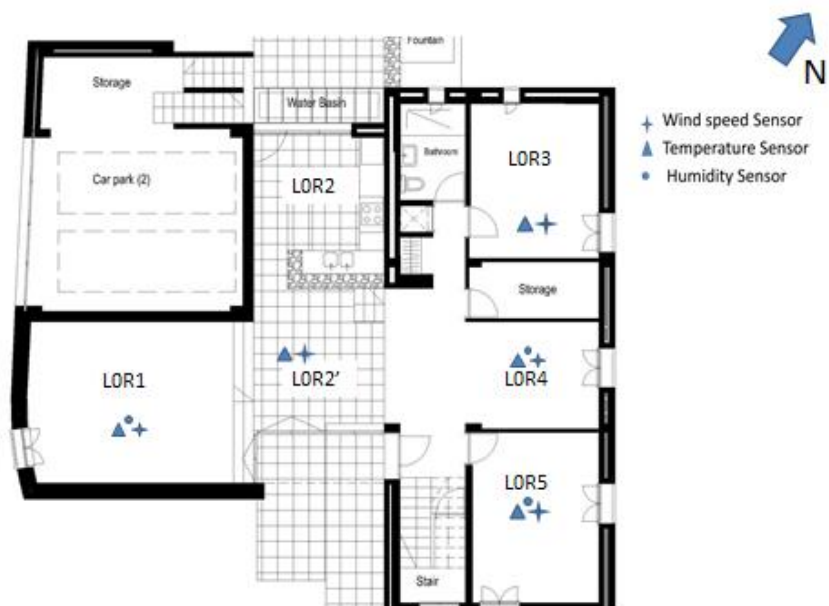 Fountain
N
Storage
Water Basin
Wind speed Sensor
Temperature Sensor
Humidity Sensor
Bathroom
L0R3
Car park (2)
L0R2
Storage
L0R1
L0R2’
L0R4
L0R5
Stair